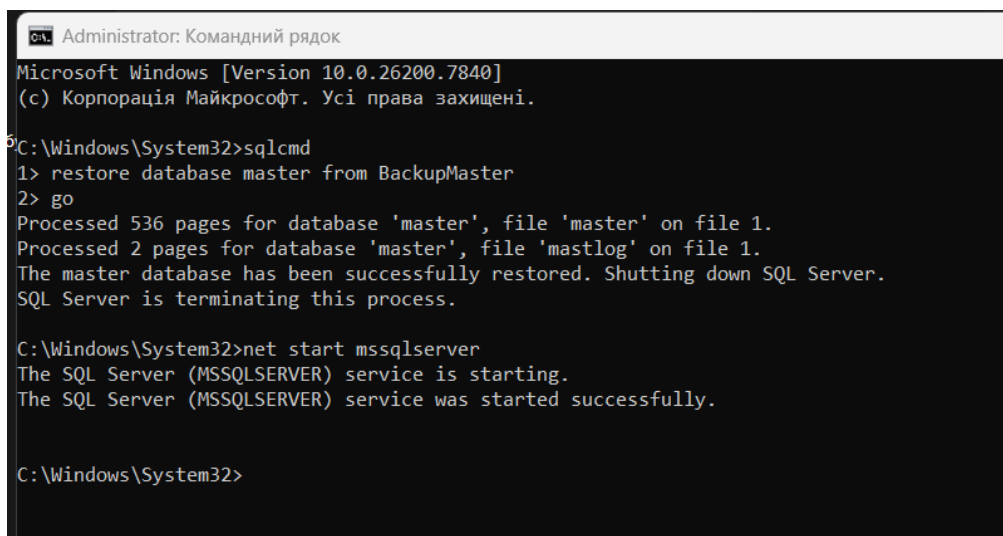 Administrator: Командний рядок
Microsoft Windows [Version 10.0.26200.7840]
(c) Корпорація Майкрософт. Усі права захищені.
C:\Windows\System32>sqlcmd
1> restore database master from BackupMaster
2> go
Processed 536 pages for database 'master', file 'master' on file 1.
Processed 2 pages for database 'master', file 'mastlog' on file 1.
The master database has been successfully restored. Shutting down SQL Server.
SQL Server is terminating this process.
C:\Windows\System32>net start mssqlserver
The SQL Server (MSSQLSERVER) service is starting.
The SQL Server (MSSQLSERVER) service was started successfully.
C:\Windows\System32>